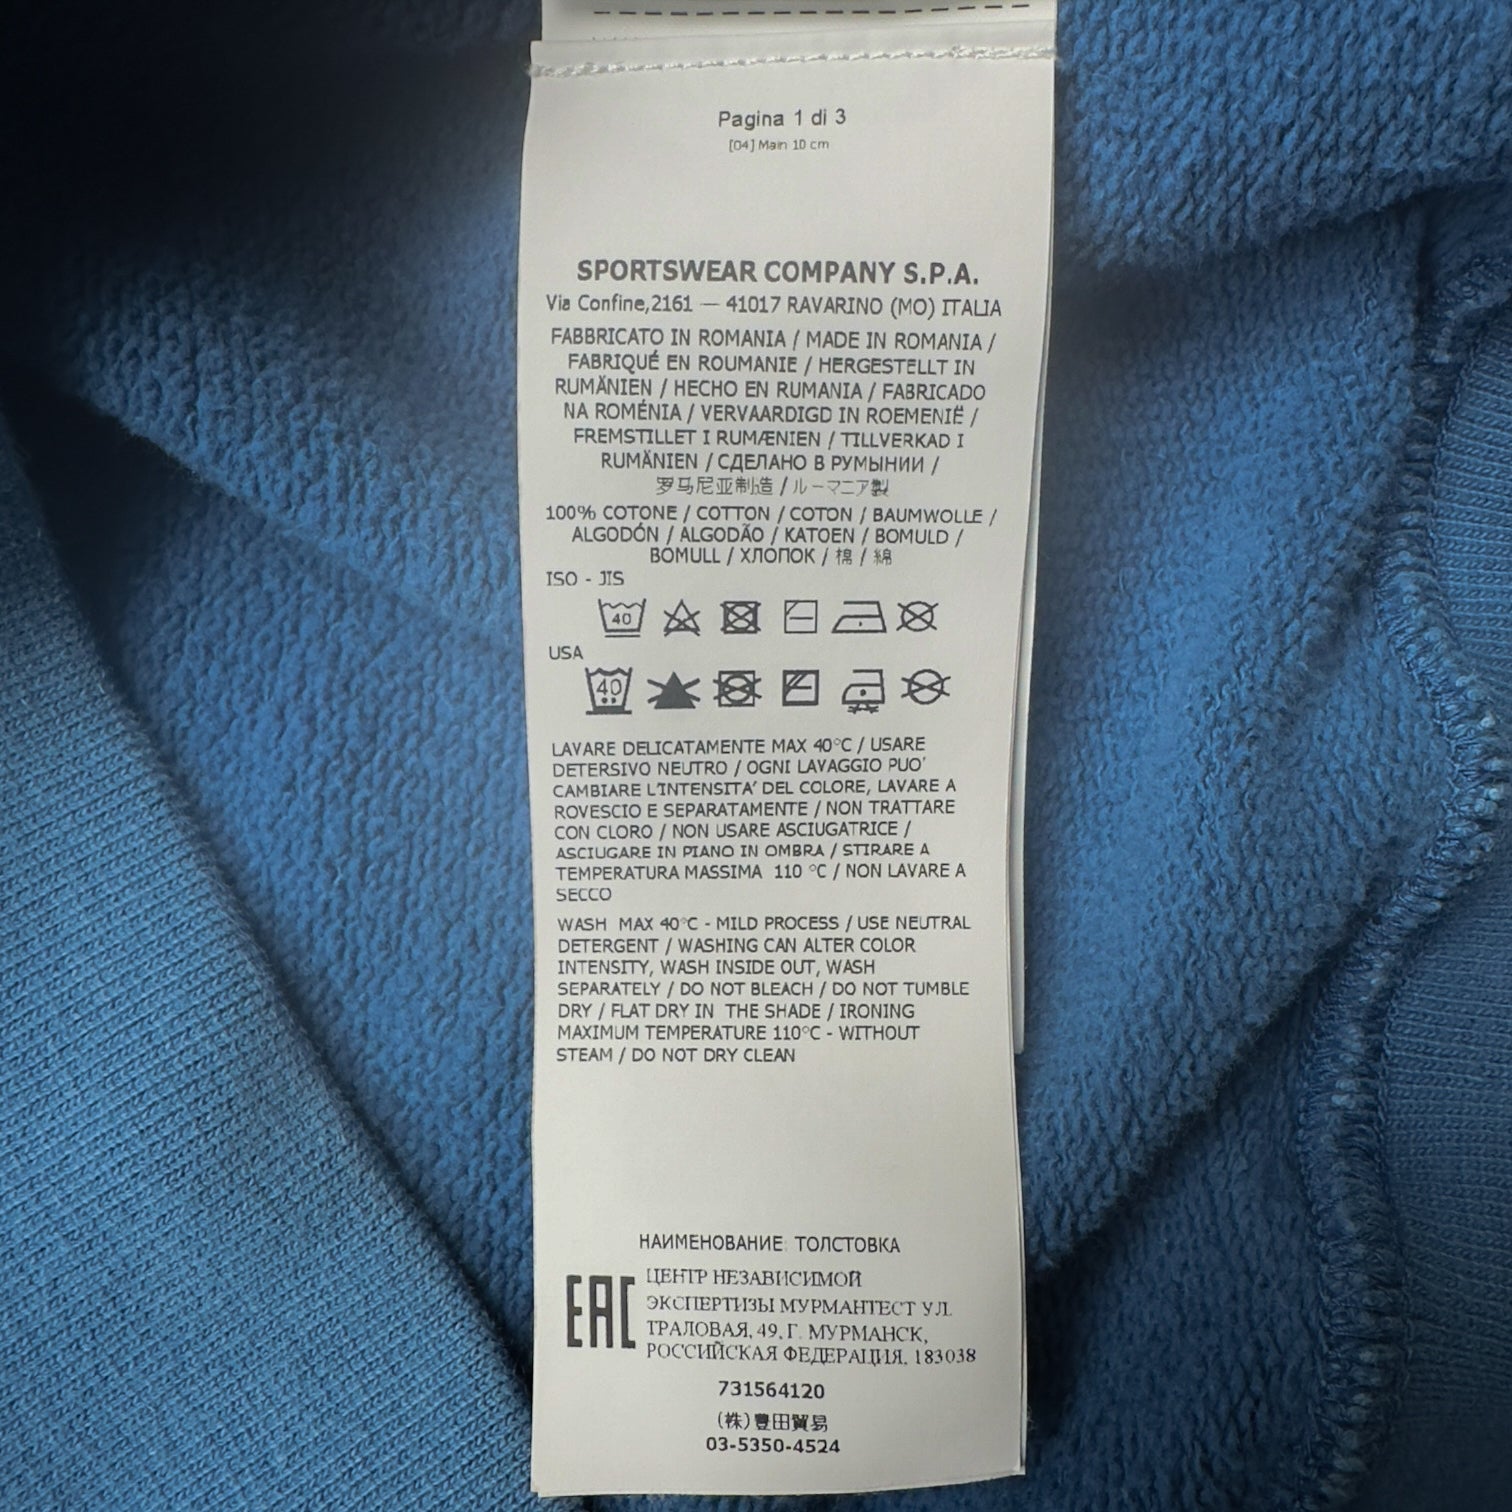 Pagina 1 di 3
[04] Main 10 cm
SPORTSWEAR COMPANY S.P.A.
Via Confine,2161 — 41017 RAVARINO (MO) ITALIA
FABBRICATO IN ROMANIA / MADE IN ROMANIA /
FABRIQUÉ EN ROUMANIE / HERGESTELLT IN
RUMÄNIEN / HECHO EN RUMANIA / FABRICADO
NA ROMÉNIA / VERVAARDIGD IN ROEMENIË /
FREMSTILLET I RUMÆNIEN / TILLVERKAD I
RUMÄNIEN / СДЕЛАНО В РУМЫНИИ /
罗马尼亚制造 / ルーマニア製
100% COTONE / COTTON / COTON / BAUMWOLLE /
ALGODÓN / ALGODÃO / KATOEN / BOMULD /
BOMULL / ХЛОПОК / 棉 / 綿
ISO - JIS
40
USA
40
LAVARE DELICATAMENTE MAX 40°C / USARE
DETERSIVO NEUTRO / OGNI LAVAGGIO PUO'
CAMBIARE L'INTENSITA' DEL COLORE, LAVARE A
ROVESCIO E SEPARATAMENTE / NON TRATTARE
CON CLORO / NON USARE ASCIUGATRICE /
ASCIUGARE IN PIANO IN OMBRA / STIRARE A
TEMPERATURA MASSIMA 110 °C / NON LAVARE A
SECCO
WASH MAX 40°C - MILD PROCESS / USE NEUTRAL
DETERGENT / WASHING CAN ALTER COLOR
INTENSITY, WASH INSIDE OUT, WASH
SEPARATELY / DO NOT BLEACH / DO NOT TUMBLE
DRY / FLAT DRY IN THE SHADE / IRONING
MAXIMUM TEMPERATURE 110°C - WITHOUT
STEAM / DO NOT DRY CLEAN
НАИМЕНОВАНИЕ: ТОЛСТОВКА
EAC
ЦЕНТР НЕЗАВИСИМОЙ
ЭКСПЕРТИЗЫ МУРМАНТЕСТ УЛ.
ТРАЛОВАЯ, 49, Г. МУРМАНСК,
РОССИЙСКАЯ ФЕДЕРАЦИЯ, 183038
731564120
(株)豊田貿易
03-5350-4524